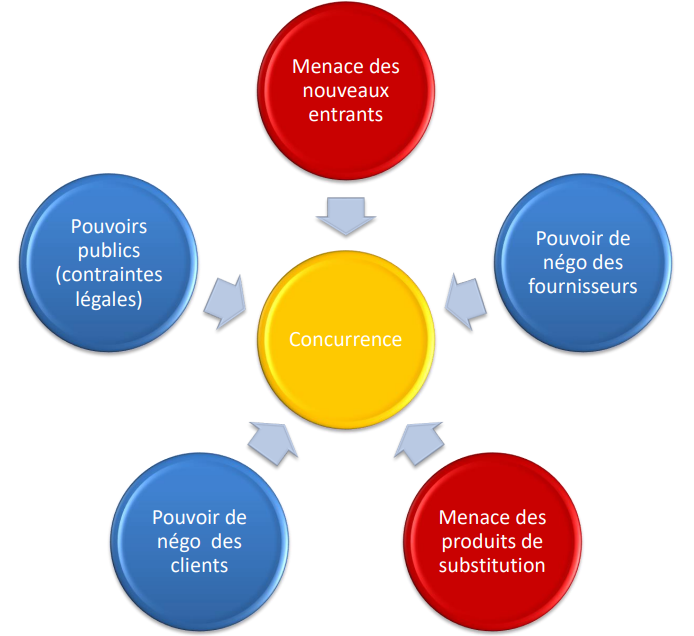 Menace des
nouveaux
entrants
Pouvoirs
publics
(contraintes
légales)
Pouvoir de
négo des
fournisseurs
Concurrence
Pouvoir de
négo des
clients
Menace des
produits de
substitution